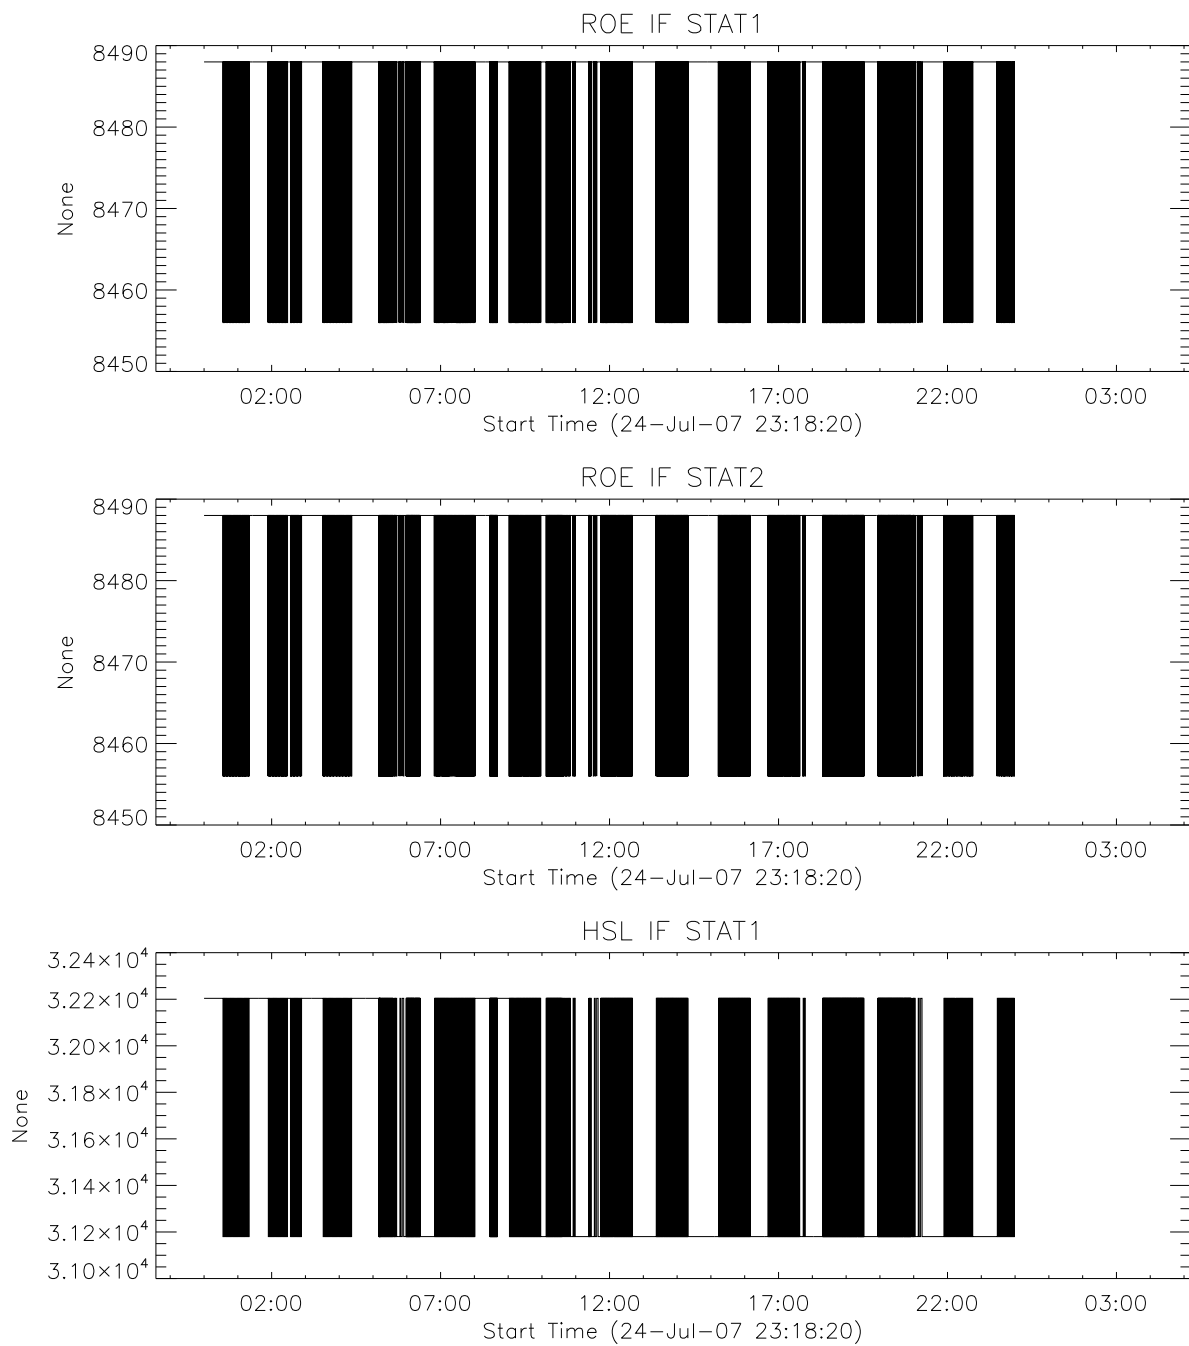 ROE IF STAT1
8490
8480
8470
8460
8450
None
02:00 07:00 12:00 17:00 22:00 03:00
Start Time (24-Jul-07 23:18:20)
ROE IF STAT2
8490
8480
8470
8460
8450
None
02:00 07:00 12:00 17:00 22:00 03:00
Start Time (24-Jul-07 23:18:20)
HSL IF STAT1
3.24×10⁴
3.22×10⁴
3.20×10⁴
3.18×10⁴
3.16×10⁴
3.14×10⁴
3.12×10⁴
3.10×10⁴
None
02:00 07:00 12:00 17:00 22:00 03:00
Start Time (24-Jul-07 23:18:20)